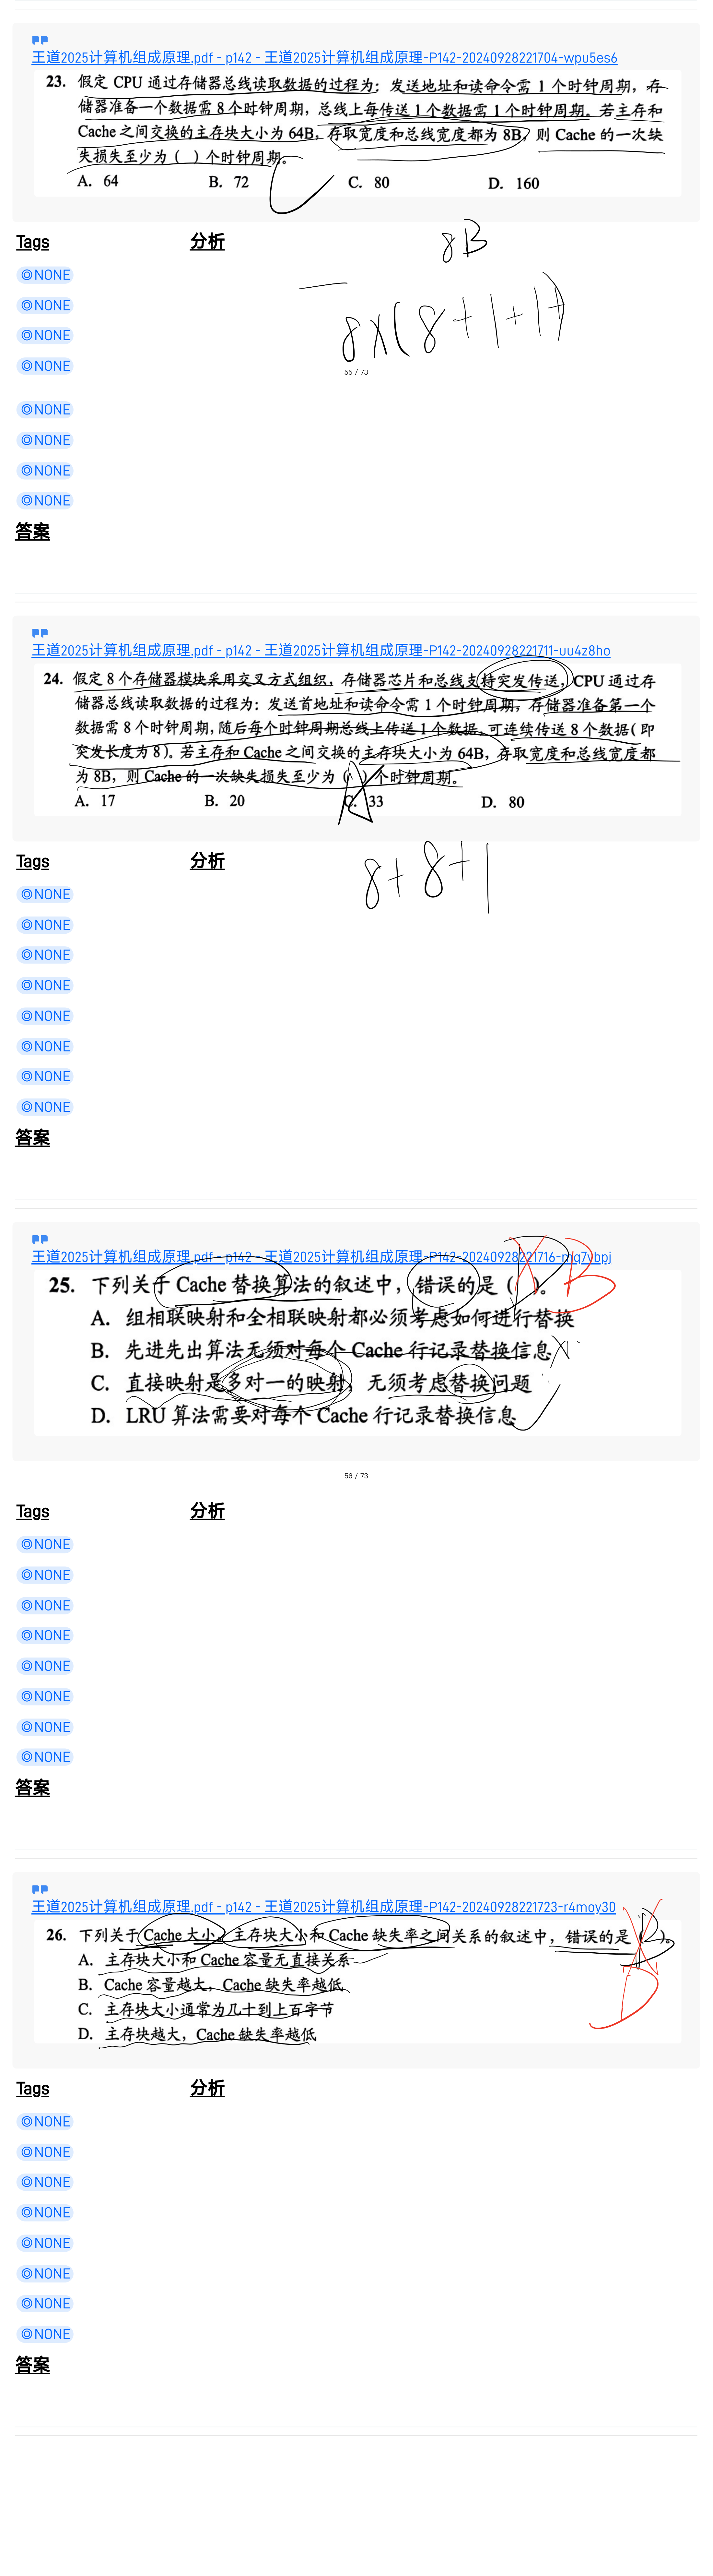 王道2025计算机组成原理.pdf - p142 - 王道2025计算机组成原理-P142-20240928221704-wpu5es6
23. 假定 CPU 通过存储器总线读取数据的过程为：发送地址和读命令需 1 个时钟周期，存
储器准备一个数据需 8 个时钟周期，总线上每传送 1 个数据需 1 个时钟周期。若主存和
Cache 之间交换的主存块大小为 64B，存取宽度和总线宽度都为 8B，则 Cache 的一次缺
失损失至少为（ ）个时钟周期。
A. 64 B. 72 C. 80 D. 160
C
8B
Tags 分析
◎NONE
8×(8+1+1)
◎NONE
◎NONE
◎NONE
55 / 73
◎NONE
◎NONE
◎NONE
◎NONE
答案
王道2025计算机组成原理.pdf - p142 - 王道2025计算机组成原理-P142-20240928221711-uu4z8ho
24. 假定 8 个存储器模块采用交叉方式组织，存储器芯片和总线支持突发传送，CPU 通过存
储器总线读取数据的过程为：发送首地址和读命令需 1 个时钟周期，存储器准备第一个
数据需 8 个时钟周期，随后每个时钟周期总线上传送 1 个数据，可连续传送 8 个数据（即
突发长度为 8）。若主存和 Cache 之间交换的主存块大小为 64B，存取宽度和总线宽度都
为 8B，则 Cache 的一次缺失损失至少为（ ）个时钟周期。
A. 17 B. 20 C. 33 D. 80
A
Tags 分析
8+8+1
◎NONE
◎NONE
◎NONE
◎NONE
◎NONE
◎NONE
◎NONE
◎NONE
答案
王道2025计算机组成原理.pdf - p142 - 王道2025计算机组成原理-P142-20240928221716-mq7ybpj
25. 下列关于 Cache 替换算法的叙述中，错误的是（ ）。
D B
A. 组相联映射和全相联映射都必须考虑如何进行替换
B. 先进先出算法无须对每个 Cache 行记录替换信息
C. 直接映射是多对一的映射，无须考虑替换问题
D. LRU 算法需要对每个 Cache 行记录替换信息
56 / 73
Tags 分析
◎NONE
◎NONE
◎NONE
◎NONE
◎NONE
◎NONE
◎NONE
◎NONE
答案
王道2025计算机组成原理.pdf - p142 - 王道2025计算机组成原理-P142-20240928221723-r4moy30
26. 下列关于 Cache 大小、主存块大小和 Cache 缺失率之间关系的叙述中，错误的是（ ）。
A. 主存块大小和 Cache 容量无直接关系
B. Cache 容量越大，Cache 缺失率越低
C. 主存块大小通常为几十到上百字节
D. 主存块越大，Cache 缺失率越低
D
Tags 分析
◎NONE
◎NONE
◎NONE
◎NONE
◎NONE
◎NONE
◎NONE
◎NONE
答案